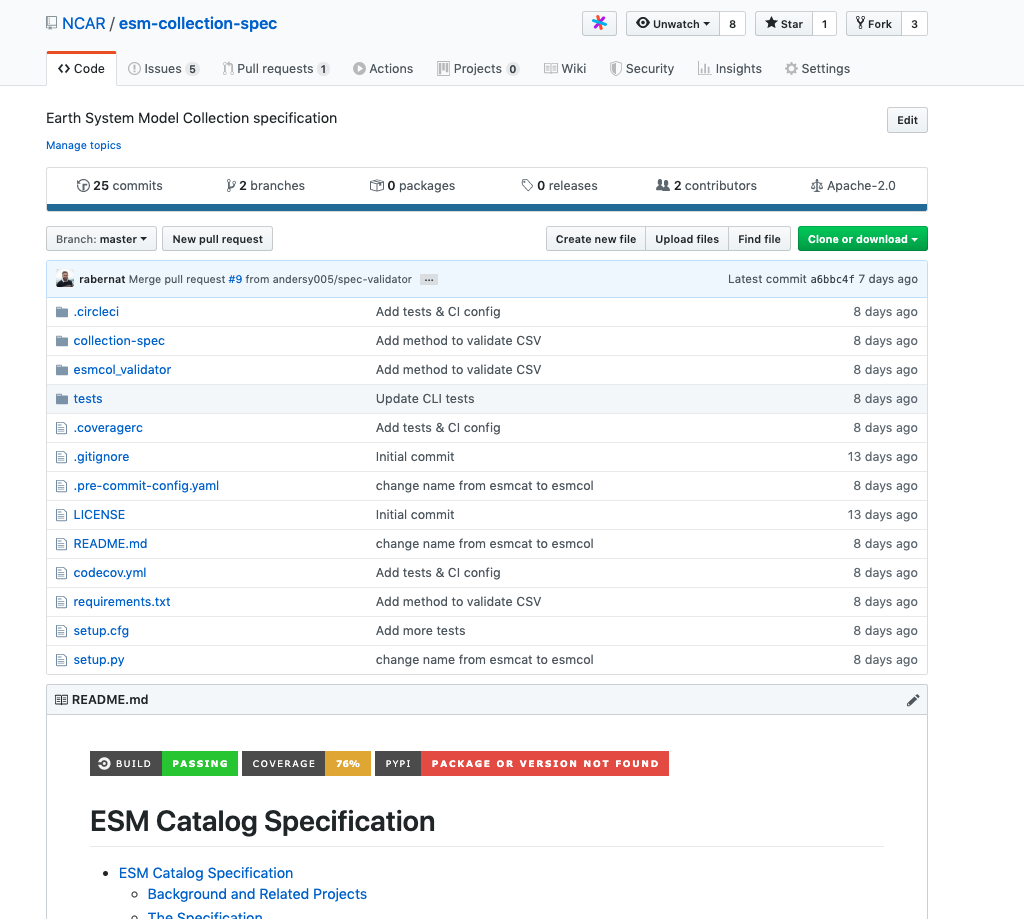 NCAR / esm-collection-spec Unwatch 8 Star 1 Fork 3
Code Issues 5 Pull requests 1 Actions Projects 0 Wiki Security Insights Settings
Earth System Model Collection specification Edit
Manage topics
25 commits 2 branches 0 packages 0 releases 2 contributors Apache-2.0
Branch: master New pull request Create new file Upload files Find file Clone or download
rabernat Merge pull request #9 from andersy005/spec-validator ... Latest commit a6bbc4f 7 days ago
.circleci Add tests & CI config 8 days ago
collection-spec Add method to validate CSV 8 days ago
esmcol_validator Add method to validate CSV 8 days ago
tests Update CLI tests 8 days ago
.coveragerc Add tests & CI config 8 days ago
.gitignore Initial commit 13 days ago
.pre-commit-config.yaml change name from esmcat to esmcol 8 days ago
LICENSE Initial commit 13 days ago
README.md change name from esmcat to esmcol 8 days ago
codecov.yml Add tests & CI config 8 days ago
requirements.txt Add method to validate CSV 8 days ago
setup.cfg Add more tests 8 days ago
setup.py change name from esmcat to esmcol 8 days ago
README.md
BUILD PASSING COVERAGE 76% PYPI PACKAGE OR VERSION NOT FOUND
ESM Catalog Specification
ESM Catalog Specification
Background and Related Projects
The Specification